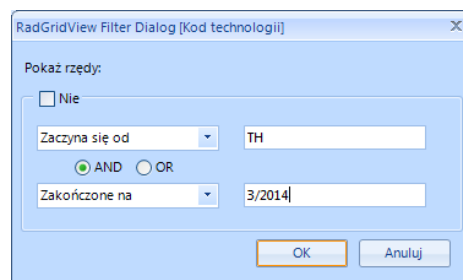 RadGridView Filter Dialog [Kod technologii]
Pokaż rzędy:
Nie
Zaczyna się od TH
AND OR
Zakończone na 3/2014
OK Anuluj